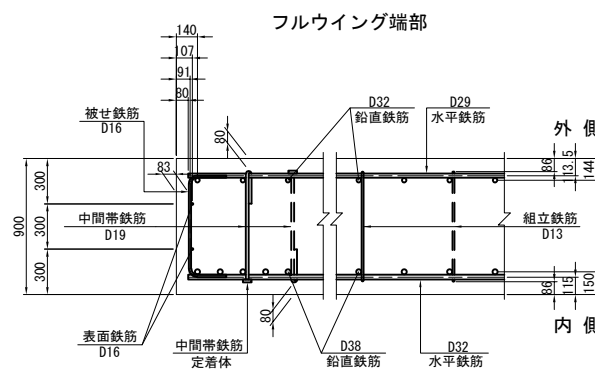 フルウイング端部
140
107
91
80
被せ鉄筋
D16
80
D32
鉛直鉄筋
D29
水平鉄筋
外 側
83
86
113.5
144
900
300
300
300
中間帯鉄筋
D19
組立鉄筋
D13
86
115
150
内 側
80
表面鉄筋
D16
中間帯鉄筋
定着体
D38
鉛直鉄筋
D32
水平鉄筋